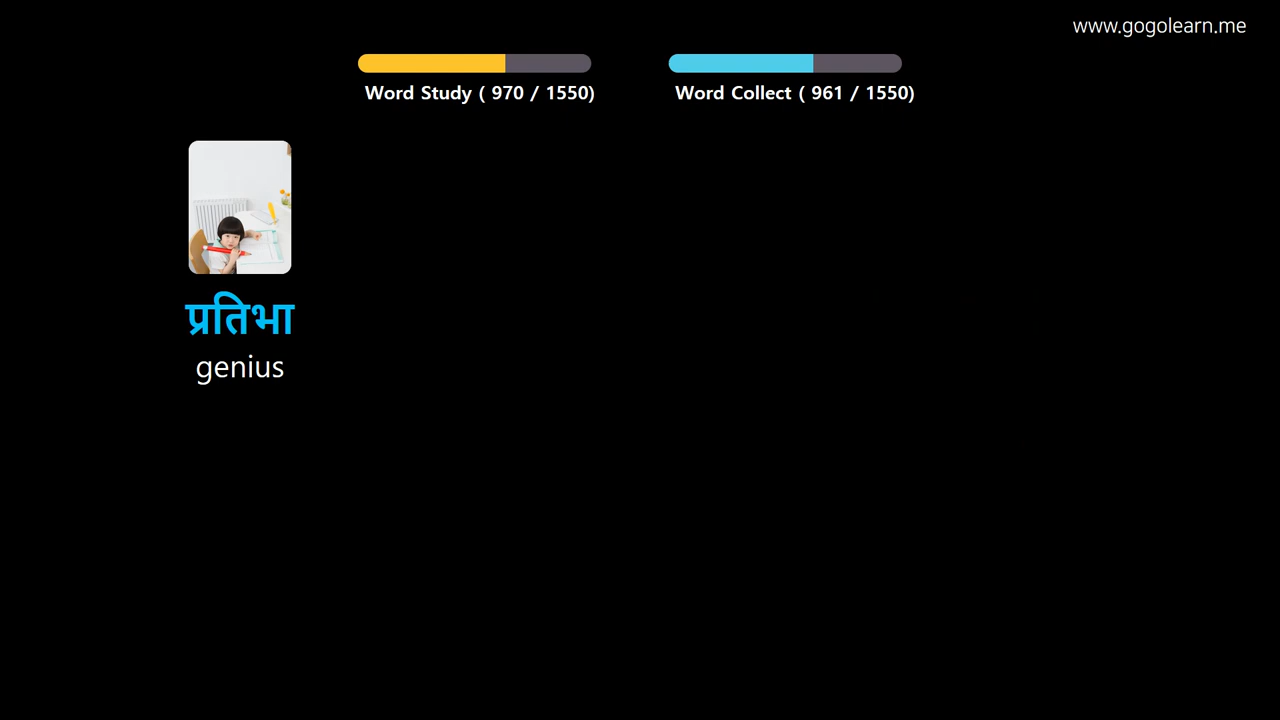 www.gogolearn.me
Word Study ( 970 / 1550)
Word Collect ( 961 / 1550)
प्रतिभा
genius